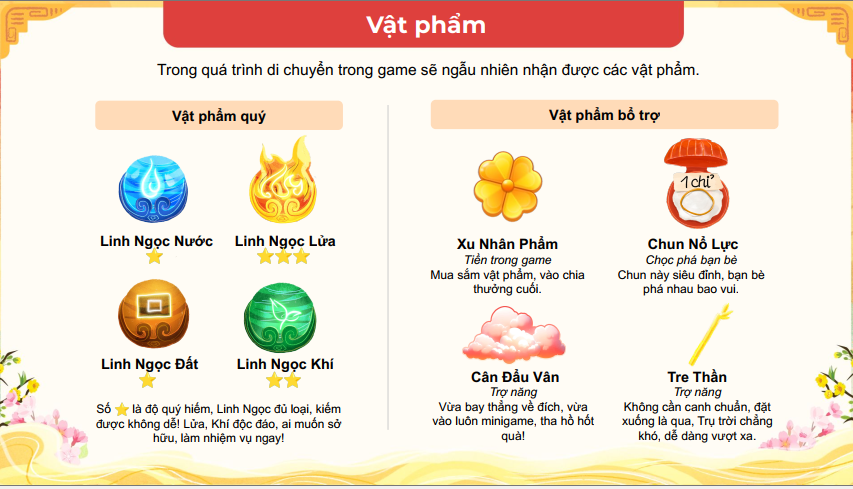 Vật phẩm
Trong quá trình di chuyển trong game sẽ ngẫu nhiên nhận được các vật phẩm.
Vật phẩm quý
Linh Ngọc Nước
Linh Ngọc Lửa
Linh Ngọc Đất
Linh Ngọc Khí
Số ⭐ là độ quý hiếm, Linh Ngọc đủ loại, kiếm
được không dễ! Lửa, Khí độc đáo, ai muốn sở
hữu, làm nhiệm vụ ngay!
Vật phẩm bổ trợ
Xu Nhân Phẩm
Tiền trong game
Mua sắm vật phẩm, vào chia
thưởng cuối.
1 chỉ
Chun Nổ Lực
Chọc phá bạn bè
Chun này siêu đỉnh, bạn bè
phá nhau bao vui.
Cân Đẩu Vân
Trợ năng
Vừa bay thẳng về đích, vừa
vào luôn minigame, tha hồ hốt
quà!
Tre Thần
Trợ năng
Không cần canh chuẩn, đặt
xuống là qua, Trụ trời chẳng
khó, dễ dàng vượt xa.